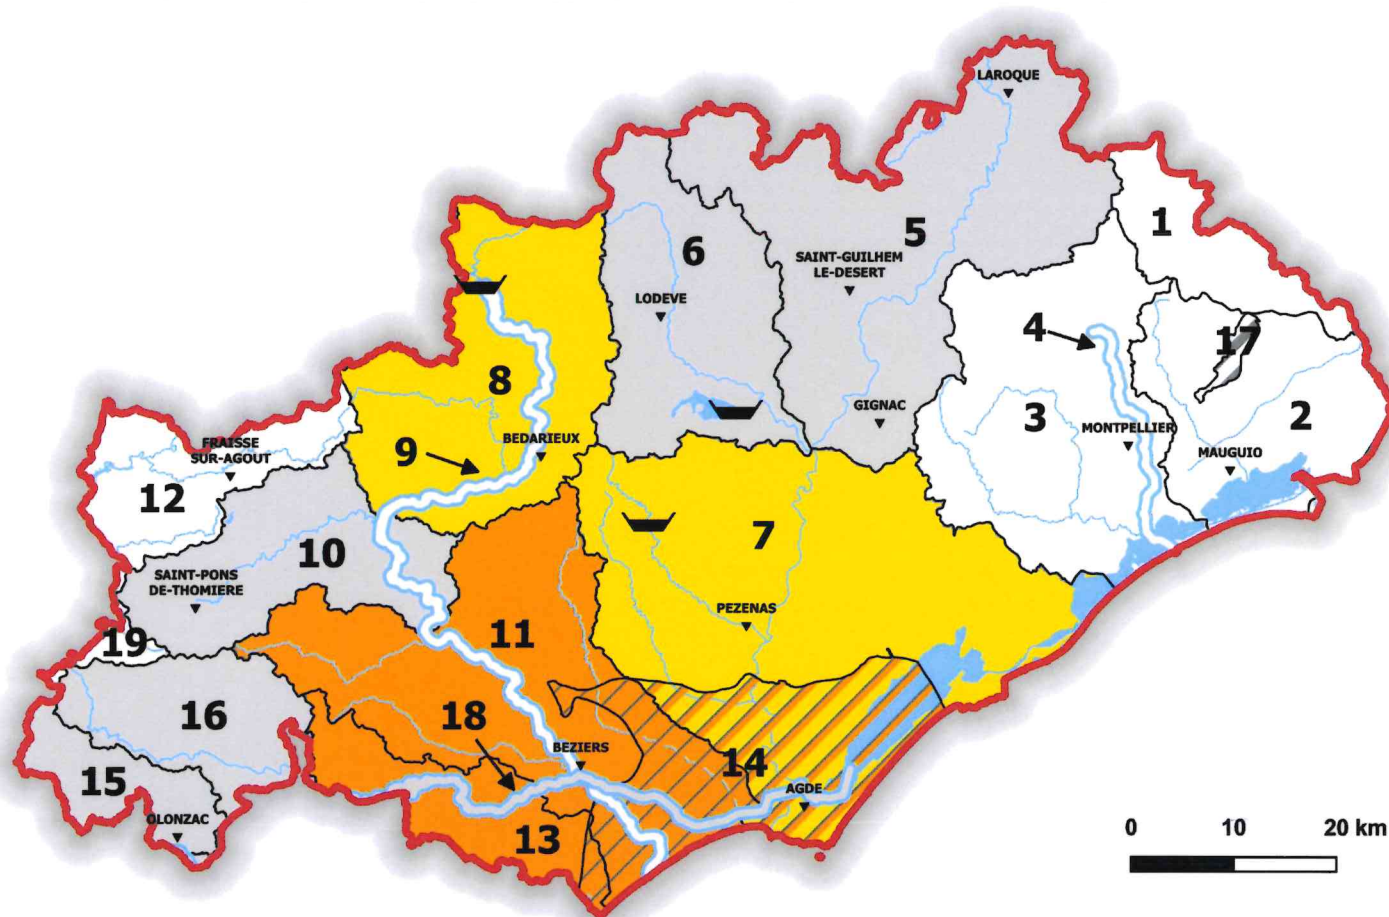 LAROQUE
1
5
6
SAINT-GUILHEM
LE-DESERT
LODEVE
4
17
8
GIGNAC
3
2
MONTPELLIER
BEDARIEUX
9
MAUGUIO
FRAISSE
SUR-AGOUT
12
7
10
SAINT-PONS
DE-THOMIERE
PEZENAS
11
19
16
18
BEZIERS
14
15
AGDE
OLONZAC
13
0 10 20 km